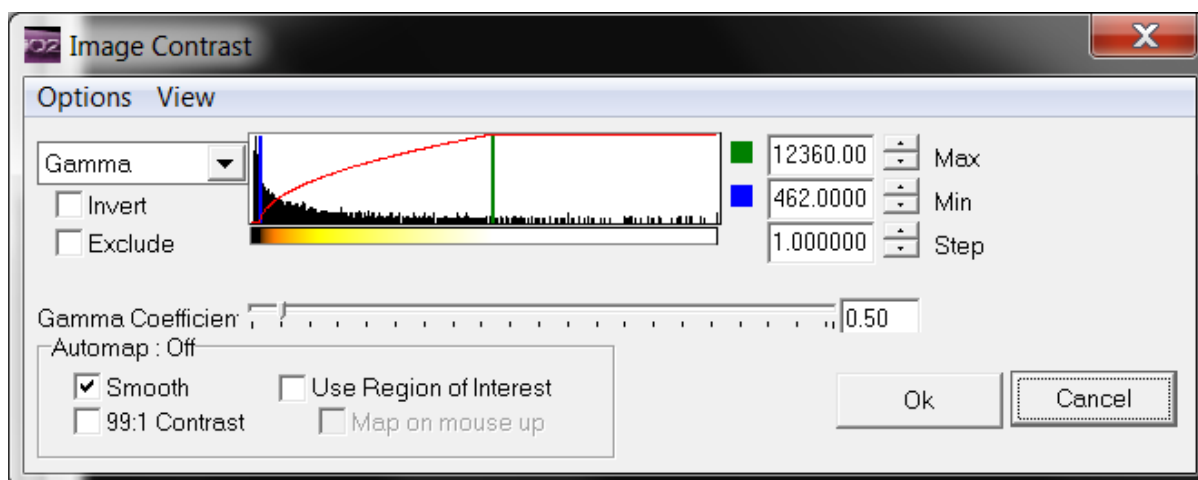 Image Contrast
Options View
Gamma
Invert
Exclude
12360.00 Max
462.0000 Min
1.000000 Step
Gamma Coefficien 0.50
Automap : Off
Smooth Use Region of Interest
99:1 Contrast Map on mouse up
Ok Cancel